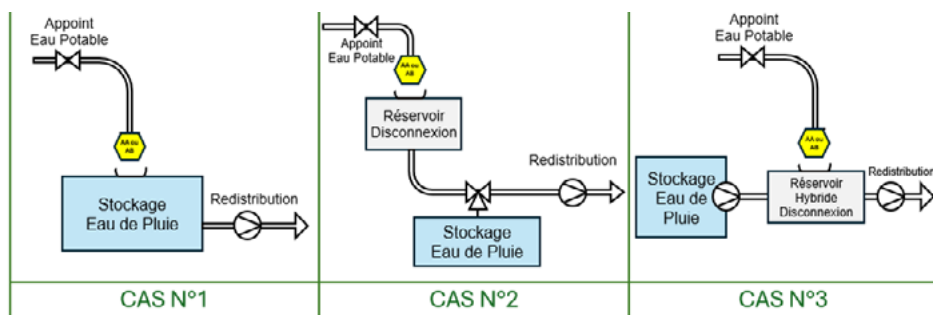 Appoint
Eau Potable
AA ou
AB
Stockage
Eau de Pluie
Redistribution
CAS N°1
Appoint
Eau Potable
AA ou
AB
Réservoir
Disconnexion
Redistribution
Stockage
Eau de Pluie
CAS N°2
Appoint
Eau Potable
AA ou
AB
Stockage
Eau de
Pluie
Réservoir
Hybride
Disconnexion
Redistribution
CAS N°3